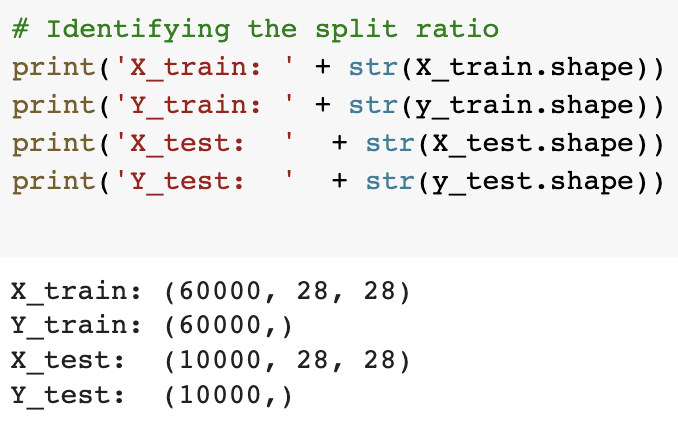 # Identifying the split ratio
print('X_train: ' + str(X_train.shape))
print('Y_train: ' + str(y_train.shape))
print('X_test:  '  + str(X_test.shape))
print('Y_test:  '  + str(y_test.shape))
X_train: (60000, 28, 28)
Y_train: (60000,)
X_test:  (10000, 28, 28)
Y_test:  (10000,)